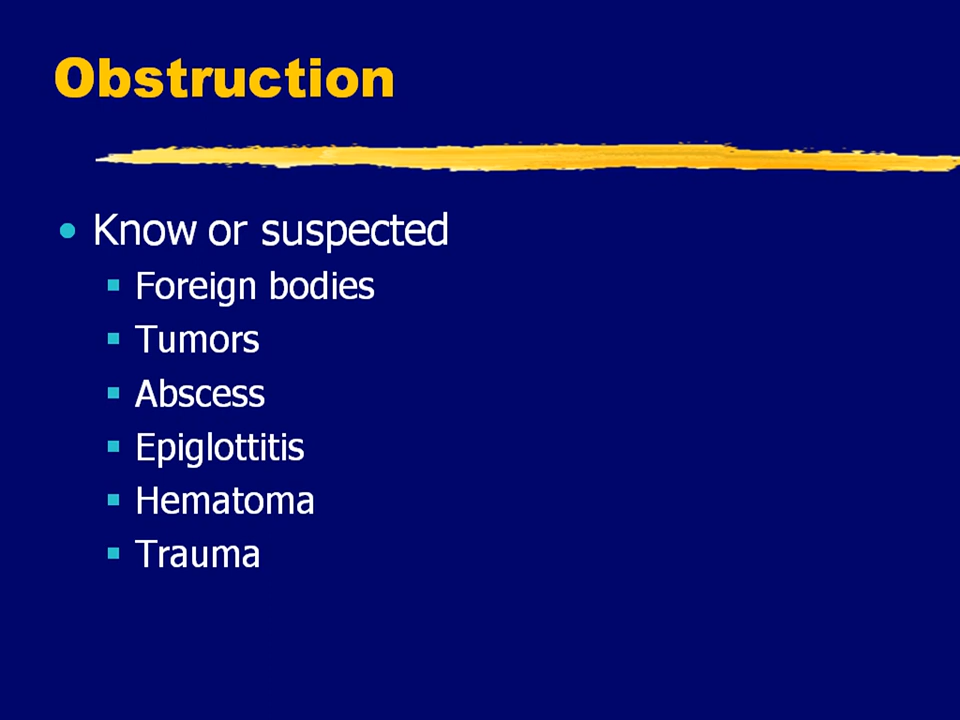 Obstruction
• Know or suspected
▪ Foreign bodies
▪ Tumors
▪ Abscess
▪ Epiglottitis
▪ Hematoma
▪ Trauma